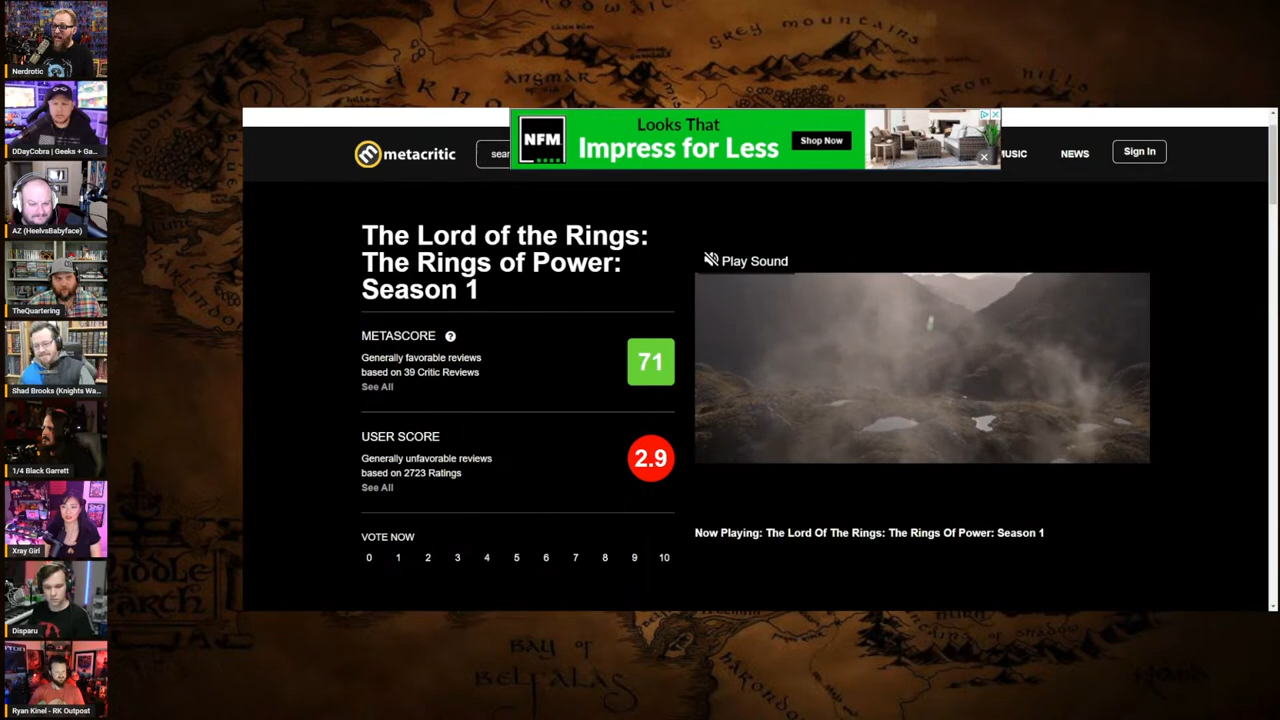 Nerdrotic
DDayCobra | Geeks + Ga...
AZ (HeelvsBabyface)
TheQuartering
Shad Brooks (Knights Wa...
1/4 Black Garrett
Xray Girl
Disparu
Ryan Kinel - RK Outpost
GREY MOUNTAINS
ANGMAR
IRON HILLS
metacritic
sear
NFM
Looks That
Impress for Less
Shop Now
MUSIC
NEWS
Sign In
The Lord of the Rings:
The Rings of Power:
Season 1
METASCORE ?
Generally favorable reviews
based on 39 Critic Reviews
See All
71
USER SCORE
Generally unfavorable reviews
based on 2723 Ratings
See All
2.9
VOTE NOW
0 1 2 3 4 5 6 7 8 9 10
Play Sound
Now Playing: The Lord Of The Rings: The Rings Of Power: Season 1
BAY OF
BELFALAS